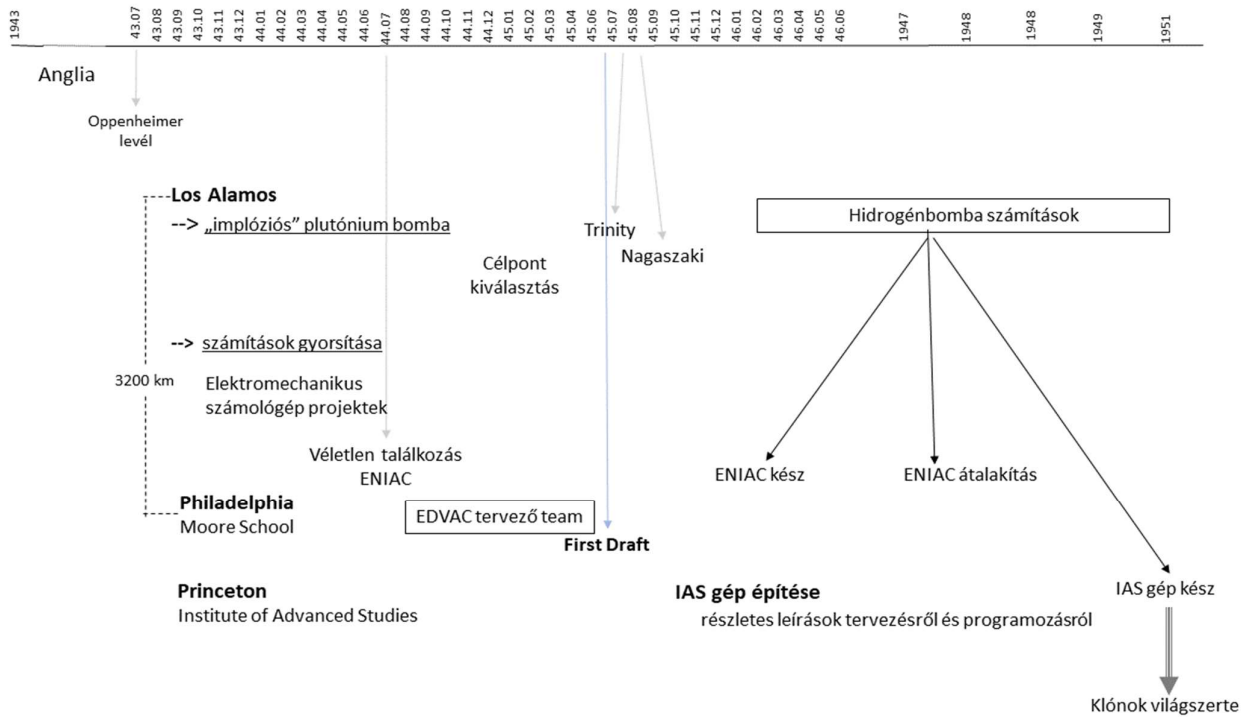 1943 43.07 43.08 43.09 43.10 43.11 43.12 44.01 44.02 44.03 44.04 44.05 44.06 44.07 44.08 44.09 44.10 44.11 44.12 45.01 45.02 45.03 45.04 45.06 45.07 45.08 45.09 45.10 45.11 45.12 46.01 46.02 46.03 46.04 46.05 46.06 1947 1948 1948 1949 1951
Anglia
Oppenheimer
levél
Los Alamos
--> „implóziós” plutónium bomba
Célpont
kiválasztás
Trinity
Nagaszaki
Hidrogénbomba számítások
--> számítások gyorsítása
3200 km
Elektromechanikus
számológép projektek
Véletlen találkozás
ENIAC
ENIAC kész
ENIAC átalakítás
Philadelphia
Moore School
EDVAC tervező team
First Draft
Princeton
Institute of Advanced Studies
IAS gép építése
részletes leírások tervezésről és programozásról
IAS gép kész
Klónok világszerte